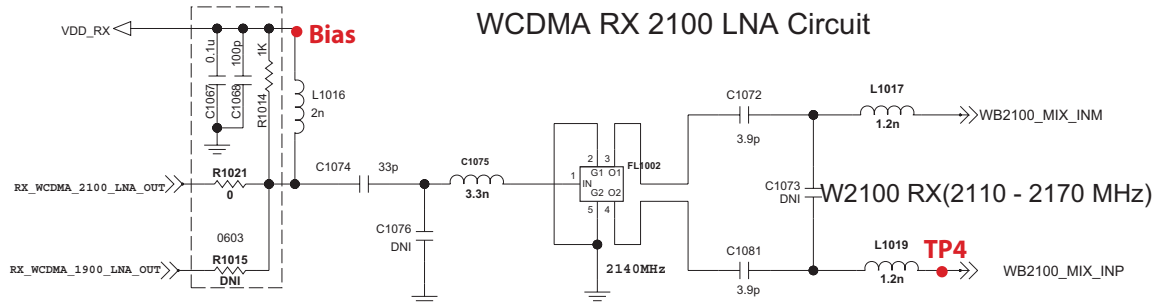 WCDMA RX 2100 LNA Circuit
VDD_RX
Bias
0.1u
100p
1K
C1067
C1068
R1014
L1016
2n
C1072
3.9p
L1017
1.2n
WB2100_MIX_INM
C1074
33p
C1075
3.3n
2
3
G1
O1
FL1002
1
IN
G2
O2
5
4
RX_WCDMA_2100_LNA_OUT
R1021
0
C1073
DNI
W2100 RX(2110 - 2170 MHz)
C1076
DNI
0603
RX_WCDMA_1900_LNA_OUT
R1015
DNI
2140MHz
C1081
3.9p
L1019
1.2n
TP4
WB2100_MIX_INP